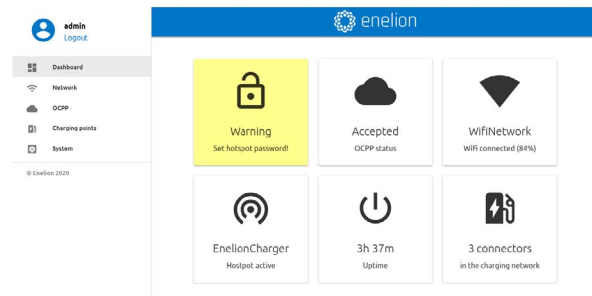 admin
Logout
enelion
Dashboard
Network
OCPP
Charging points
System
© Enelion 2020
Warning
Set hotspot password!
Accepted
OCPP status
WifiNetwork
WiFi connected (84%)
EnelionCharger
Hostpot active
3h 37m
Uptime
3 connectors
in the charging network